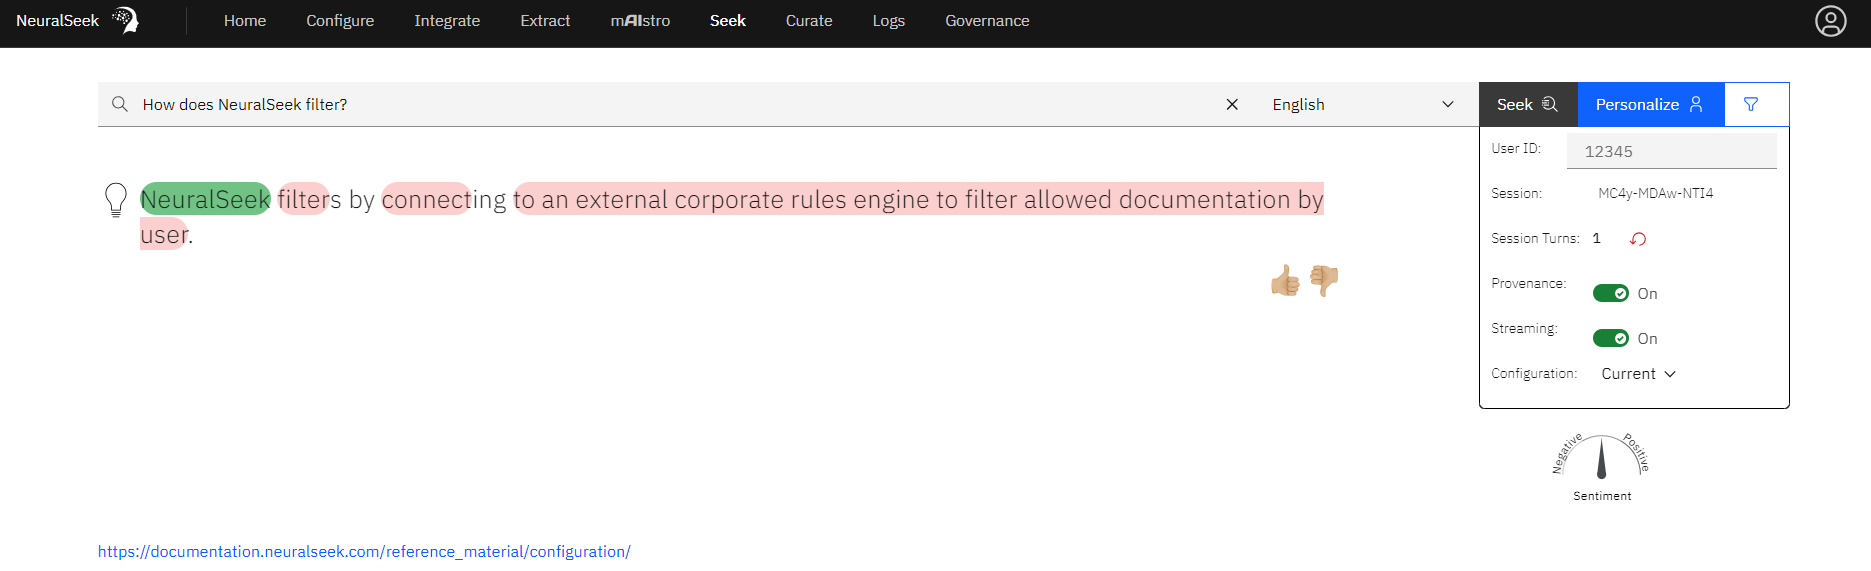 NeuralSeek Home Configure Integrate Extract mAIstro Seek Curate Logs Governance
How does NeuralSeek filter? English Seek Personalize
User ID: 12345
NeuralSeek filters by connecting to an external corporate rules engine to filter allowed documentation by
user.
Session: MC4y-MDAw-NTI4
Session Turns: 1
Provenance: On
Streaming: On
Configuration: Current
Negative Positive
Sentiment
https://documentation.neuralseek.com/reference_material/configuration/